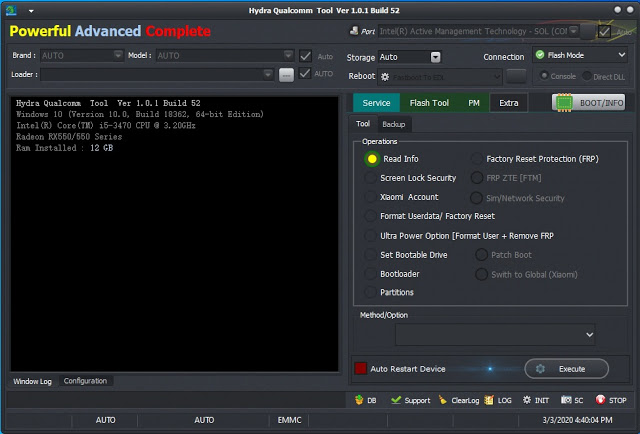 Hydra Qualcomm Tool Ver 1.0.1 Build 52
Powerful Advanced Complete
Port Intel(R) Active Management Technology - SOL (COM Auto
Brand : AUTO Model : AUTO Auto
Loader : ... AUTO
Storage Auto Connection Flash Mode
Reboot Fastboot To EDL Console Direct DLL
Hydra Qualcomm Tool Ver 1.0.1 Build 52
Windows 10 (Version 10.0, Build 18362, 64-bit Edition)
Intel(R) Core(TM) i5-3470 CPU @ 3.20GHz
Radeon RX550/550 Series
Ram Installed : 12 GB
Service Flash Tool PM Extra BOOT/INFO
Tool Backup
Operations
Read Info Factory Reset Protection (FRP)
Screen Lock Security FRP ZTE [FTM]
Xiaomi Account Sim/Network Security
Format Userdata/ Factory Reset
Ultra Power Option [Format User + Remove FRP
Set Bootable Drive Patch Boot
Bootloader Swith to Global (Xiaomi)
Partitions
Method/Option
Auto Restart Device Execute
Window Log Configuration
DB Support ClearLog LOG INIT SC STOP
AUTO AUTO EMMC 3/3/2020 4:40:04 PM